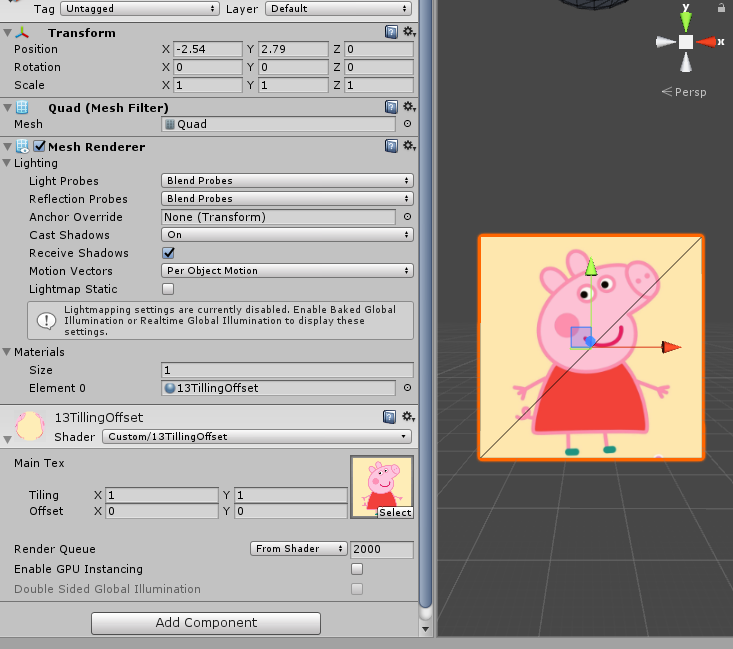 Tag Untagged Layer Default
Transform
Position X -2.54 Y 2.79 Z 0
Rotation X 0 Y 0 Z 0
Scale X 1 Y 1 Z 1
Quad (Mesh Filter)
Mesh Quad
Mesh Renderer
Lighting
Light Probes Blend Probes
Reflection Probes Blend Probes
Anchor Override None (Transform)
Cast Shadows On
Receive Shadows
Motion Vectors Per Object Motion
Lightmap Static
Lightmapping settings are currently disabled. Enable Baked Global
Illumination or Realtime Global Illumination to display these
settings.
Materials
Size 1
Element 0 13TillingOffset
13TillingOffset
Shader Custom/13TillingOffset
Main Tex
Tiling X 1 Y 1
Offset X 0 Y 0
Select
Render Queue From Shader 2000
Enable GPU Instancing
Double Sided Global Illumination
Add Component
y
x
Persp